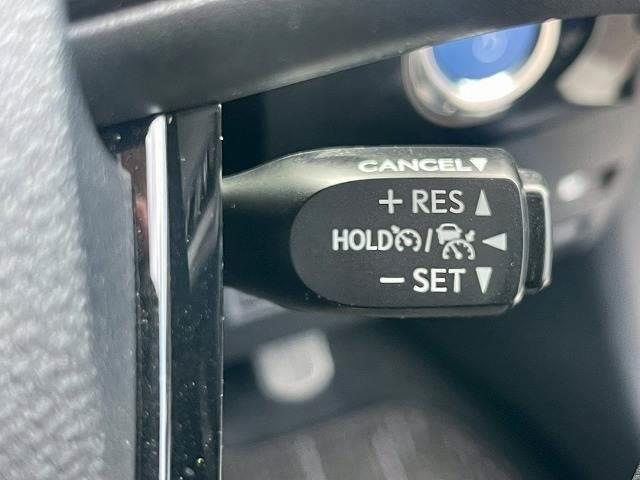 CANCEL▼
+ RES ▲
HOLD / ◀
− SET ▼